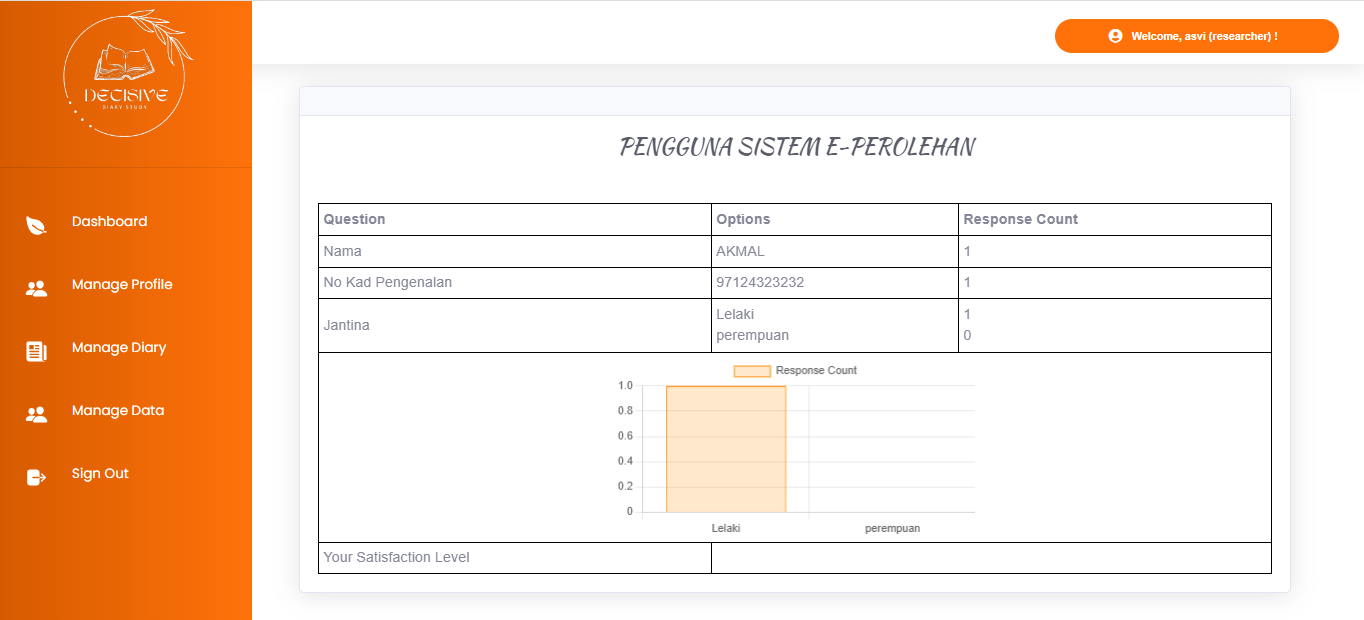 DECISIVE
DIARY STUDY
Welcome, asvi (researcher) !
Dashboard
Manage Profile
Manage Diary
Manage Data
Sign Out
PENGGUNA SISTEM E-PEROLEHAN
Question Options Response Count
Nama AKMAL 1
No Kad Pengenalan 97124323232 1
Jantina
Lelaki 1
perempuan 0
Response Count
1.0
0.8
0.6
0.4
0.2
0
Lelaki perempuan
Your Satisfaction Level